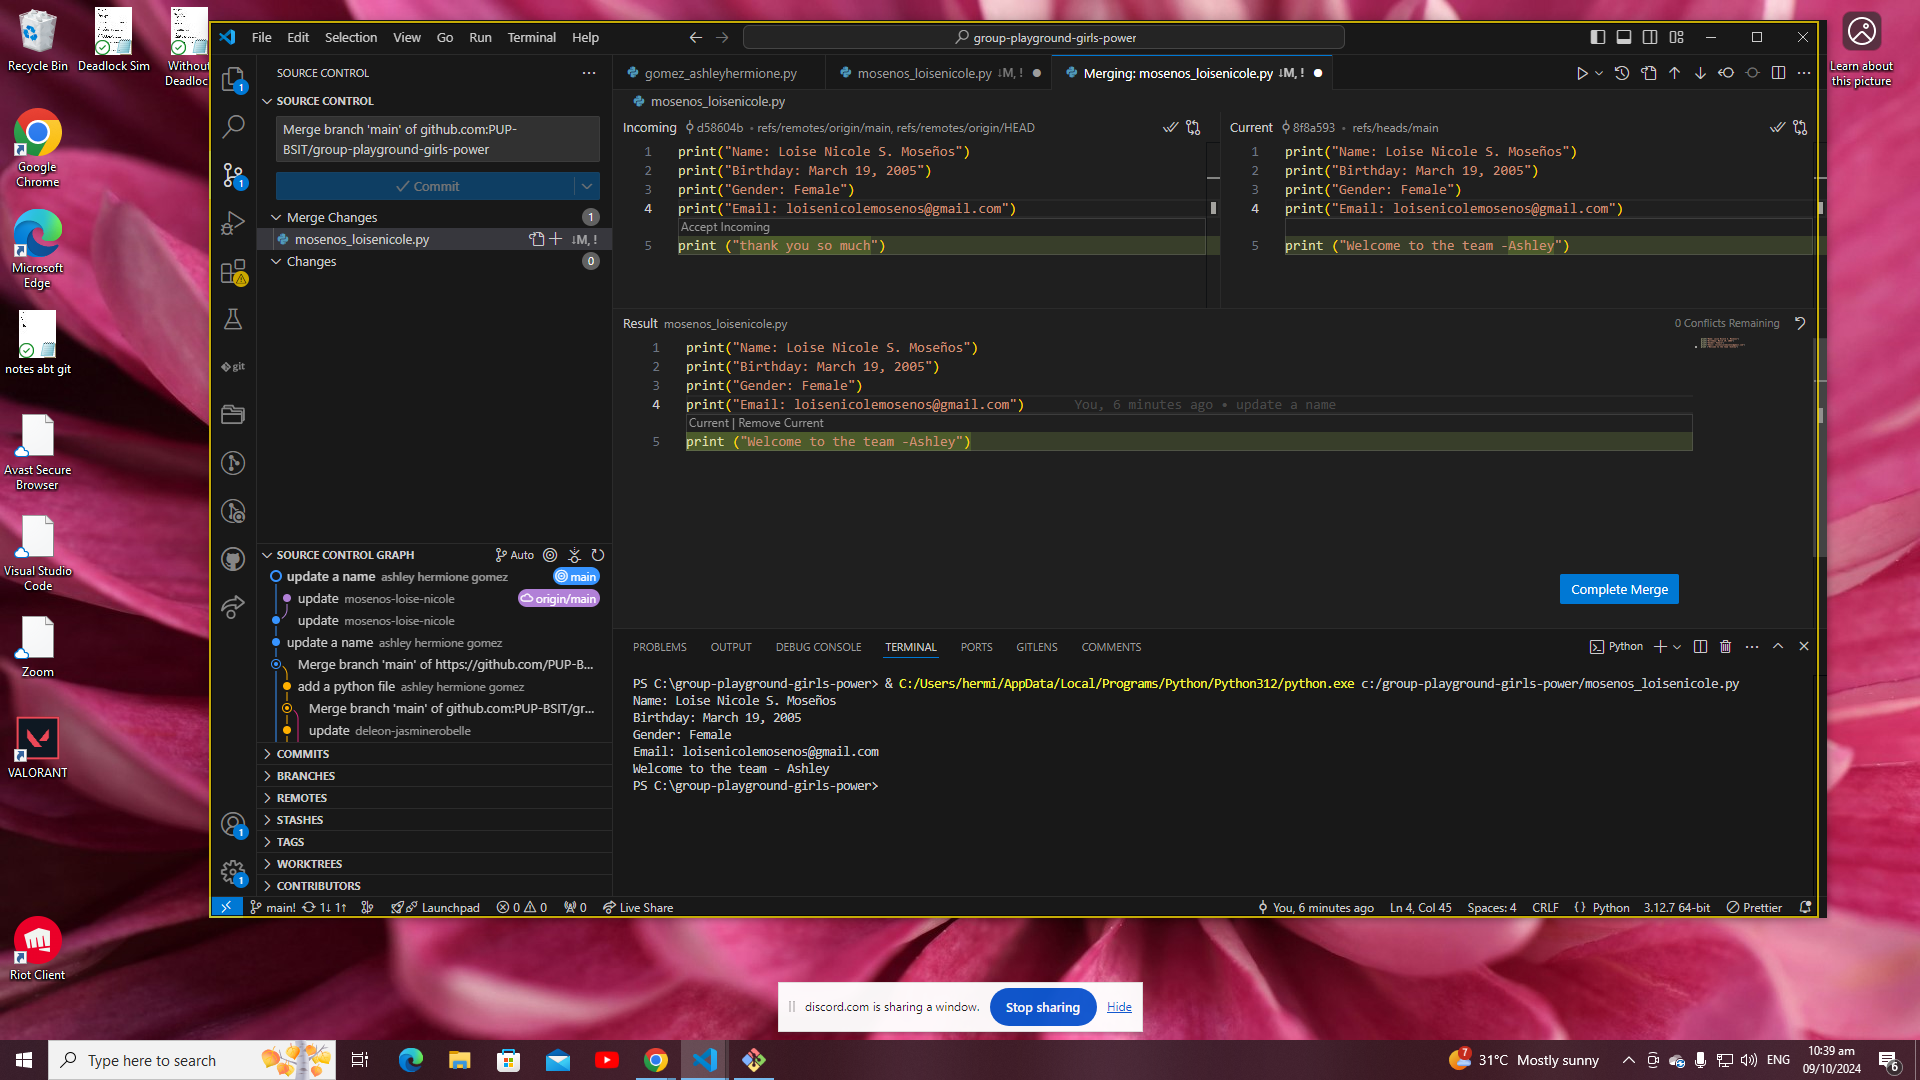 Recycle Bin
Deadlock Sim
Without
Deadloc
Google
Chrome
Microsoft
Edge
notes abt git
Avast Secure
Browser
Visual Studio
Code
Zoom
VALORANT
Riot Client
Learn about
this picture
File Edit Selection View Go Run Terminal Help
group-playground-girls-power
SOURCE CONTROL
SOURCE CONTROL
Merge branch 'main' of github.com:PUP-
BSIT/group-playground-girls-power
Commit
Merge Changes 1
mosenos_loisenicole.py ↓M, !
Changes 0
git
SOURCE CONTROL GRAPH Auto
update a name ashley hermione gomez main
update mosenos-loise-nicole origin/main
update mosenos-loise-nicole
update a name ashley hermione gomez
Merge branch 'main' of https://github.com/PUP-B...
add a python file ashley hermione gomez
Merge branch 'main' of github.com:PUP-BSIT/gr...
update deleon-jasminerobelle
COMMITS
BRANCHES
REMOTES
STASHES
TAGS
WORKTREES
CONTRIBUTORS
gomez_ashleyhermione.py
mosenos_loisenicole.py ↓M, !
Merging: mosenos_loisenicole.py ↓M, !
mosenos_loisenicole.py
Incoming d58604b • refs/remotes/origin/main, refs/remotes/origin/HEAD
1 print("Name: Loise Nicole S. Moseños")
2 print("Birthday: March 19, 2005")
3 print("Gender: Female")
4 print("Email: loisenicolemosenos@gmail.com")
Accept Incoming
5 print ("thank you so much")
Current 8f8a593 • refs/heads/main
1 print("Name: Loise Nicole S. Moseños")
2 print("Birthday: March 19, 2005")
3 print("Gender: Female")
4 print("Email: loisenicolemosenos@gmail.com")
5 print ("Welcome to the team -Ashley")
Result mosenos_loisenicole.py
0 Conflicts Remaining
1 print("Name: Loise Nicole S. Moseños")
2 print("Birthday: March 19, 2005")
3 print("Gender: Female")
4 print("Email: loisenicolemosenos@gmail.com") You, 6 minutes ago • update a name
Current | Remove Current
5 print ("Welcome to the team -Ashley")
Complete Merge
PROBLEMS OUTPUT DEBUG CONSOLE TERMINAL PORTS GITLENS COMMENTS
Python
PS C:\group-playground-girls-power> & C:/Users/hermi/AppData/Local/Programs/Python/Python312/python.exe c:/group-playground-girls-power/mosenos_loisenicole.py
Name: Loise Nicole S. Moseños
Birthday: March 19, 2005
Gender: Female
Email: loisenicolemosenos@gmail.com
Welcome to the team - Ashley
PS C:\group-playground-girls-power>
main! 1↓ 1↑ Launchpad 0 0 0 Live Share
You, 6 minutes ago Ln 4, Col 45 Spaces: 4 CRLF {} Python 3.12.7 64-bit Prettier
discord.com is sharing a window. Stop sharing Hide
Type here to search
7 31°C Mostly sunny
ENG
10:39 am
09/10/2024
6